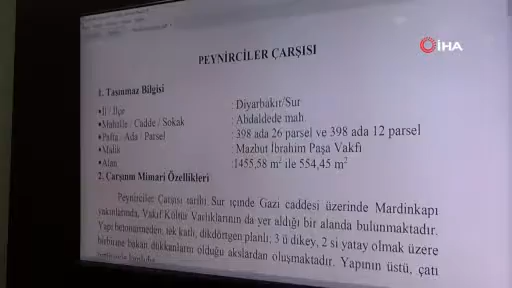 İHA
PEYNİRCİLER ÇARŞISI
1. Taşınmaz Bilgisi
•İl / İlçe : Diyarbakır/Sur
•Mahalle / Cadde / Sokak : Abdaldede mah.
•Pafta / Ada / Parsel : 398 ada 26 parsel ve 398 ada 12 parsel
•Malik : Mazbut İbrahim Paşa Vakfı
•Alan :1455,58 m² ile 554,45 m²
2. Çarşının Mimari Özellikleri
Peynirciler Çarşısı tarihi Sur içinde Gazi caddesi üzerinde Mardinkapı
yakınlarında, Vakıf Kültür Varlıklarının da yer aldığı bir alanda bulunmaktadır.
Yapı betonarmeden, tek katlı, dikdörtgen planlı, 3 ü dikey, 2 si yatay olmak üzere
birbirine bakan dükkanların olduğu akslardan oluşmaktadır. Yapının üstü, çatı